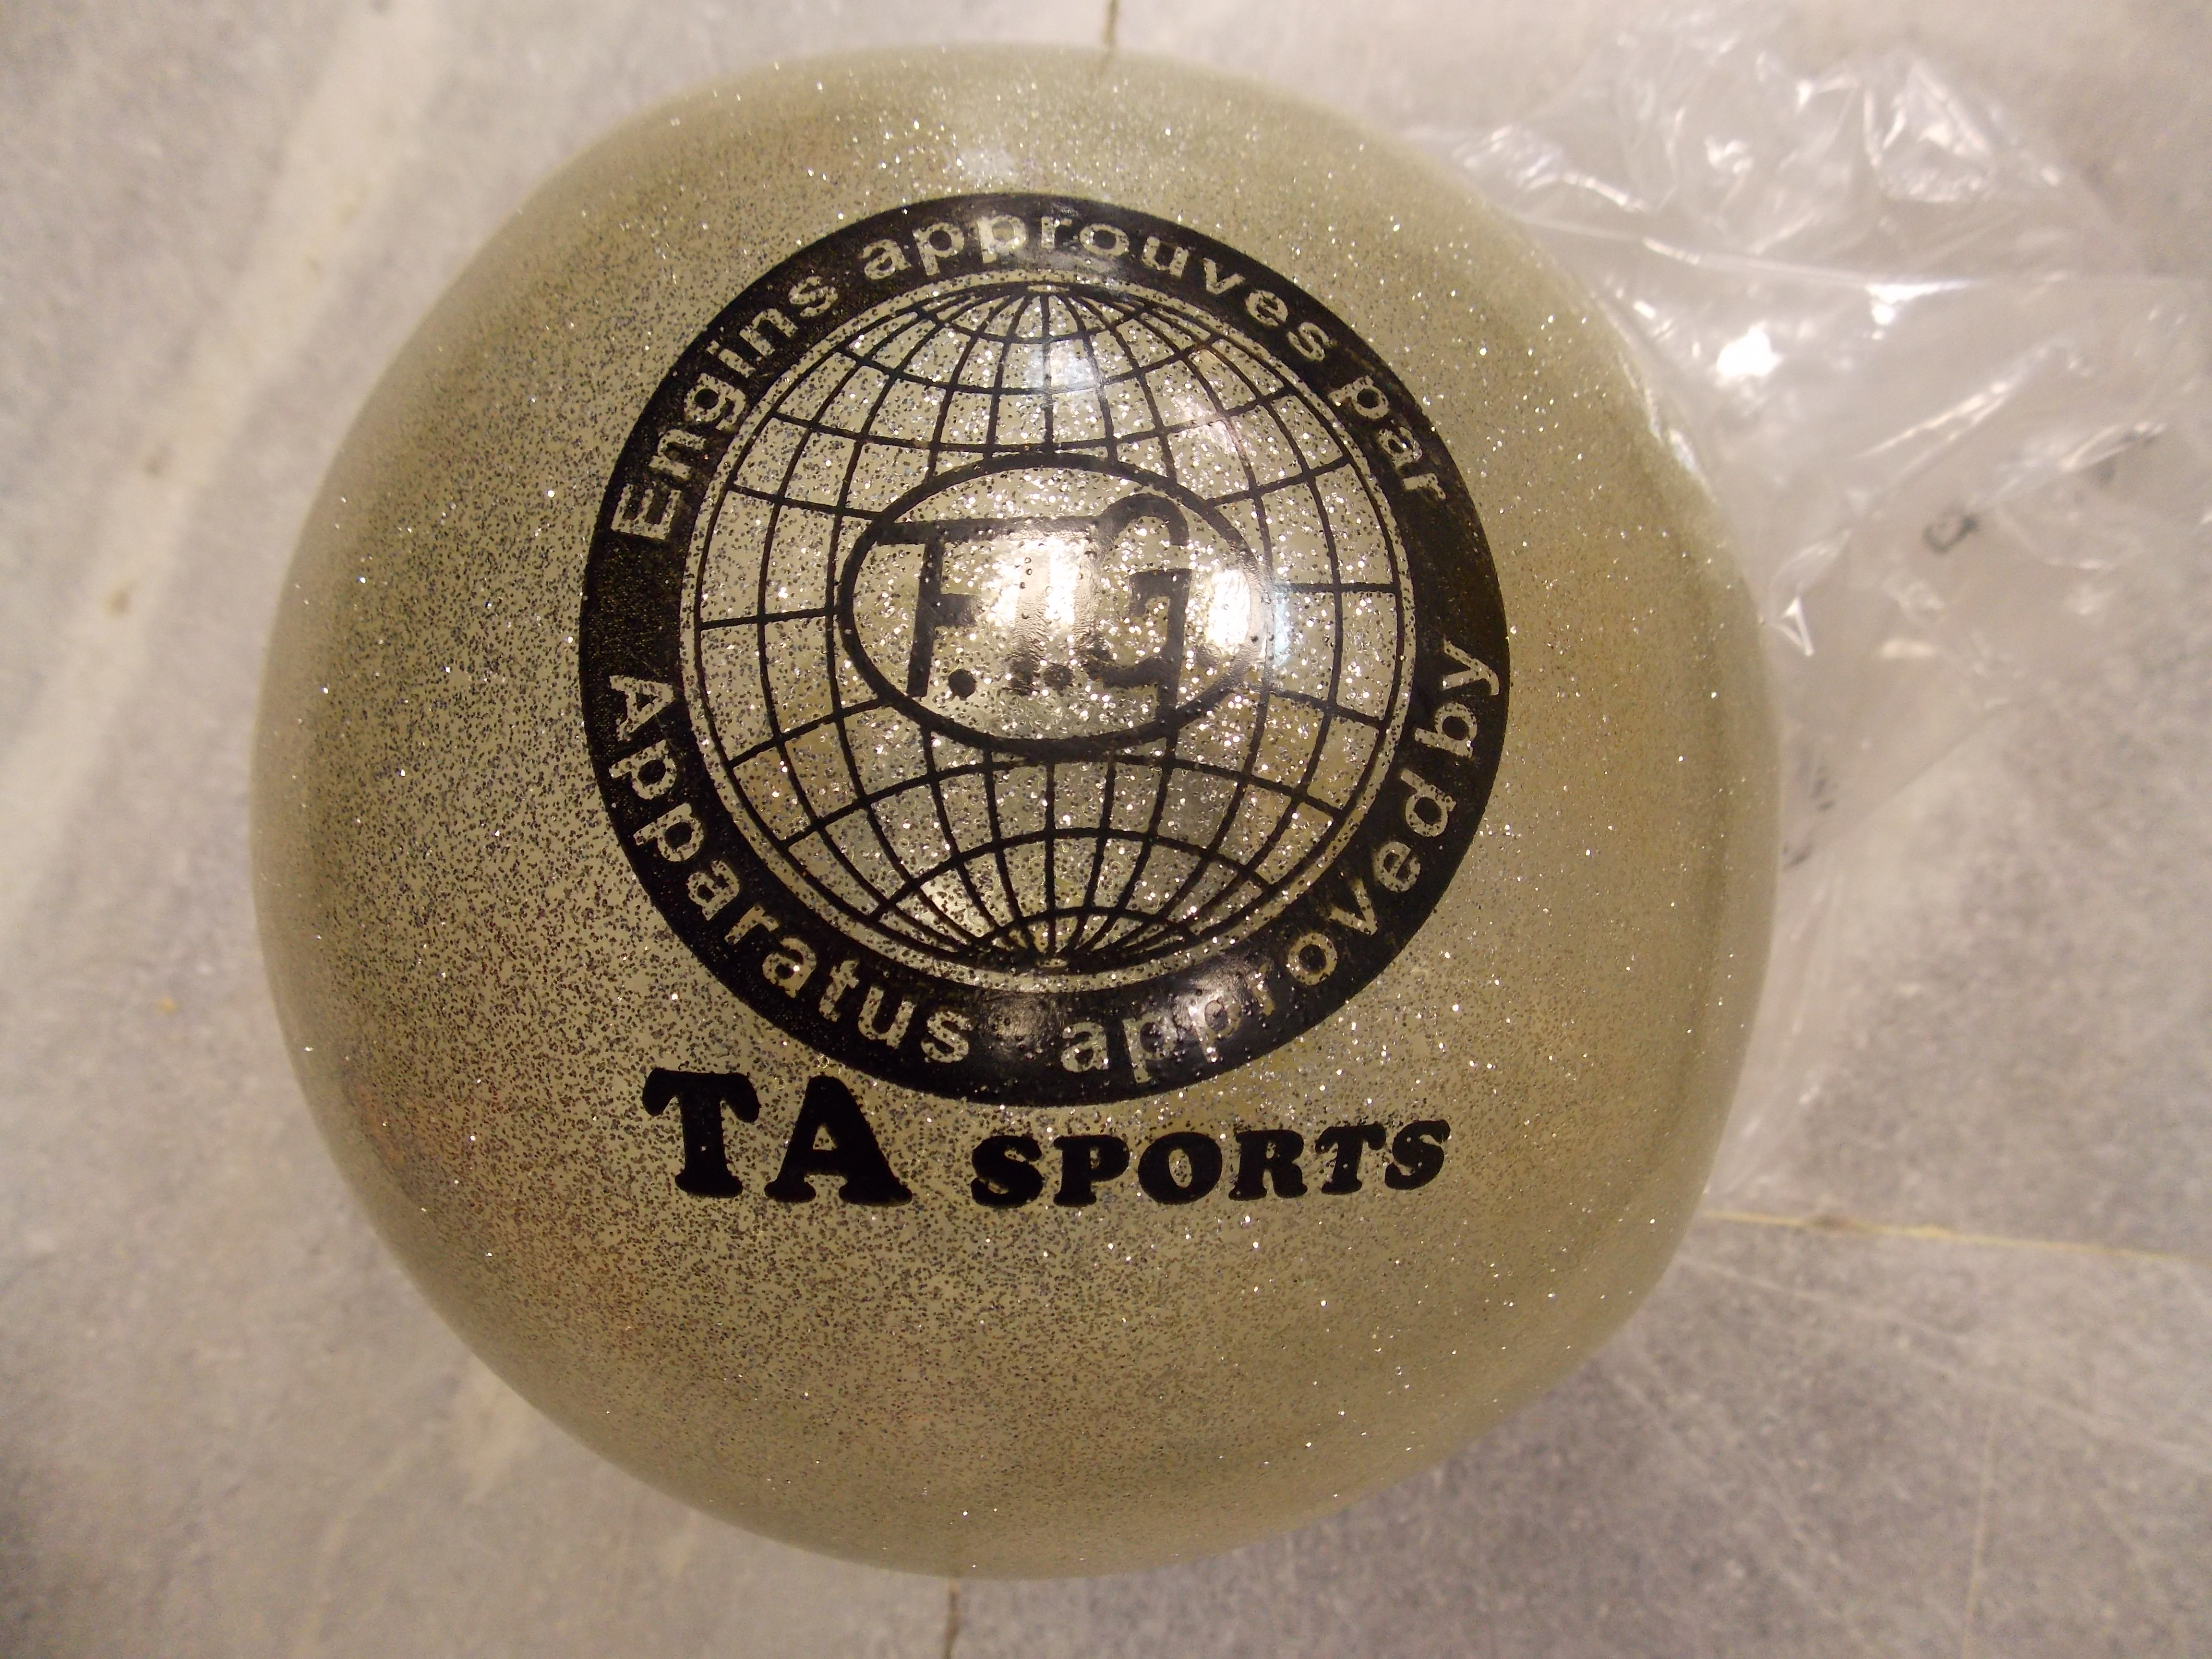 Engins approuves par
F.I.G
Apparatus approved by
TA SPORTS